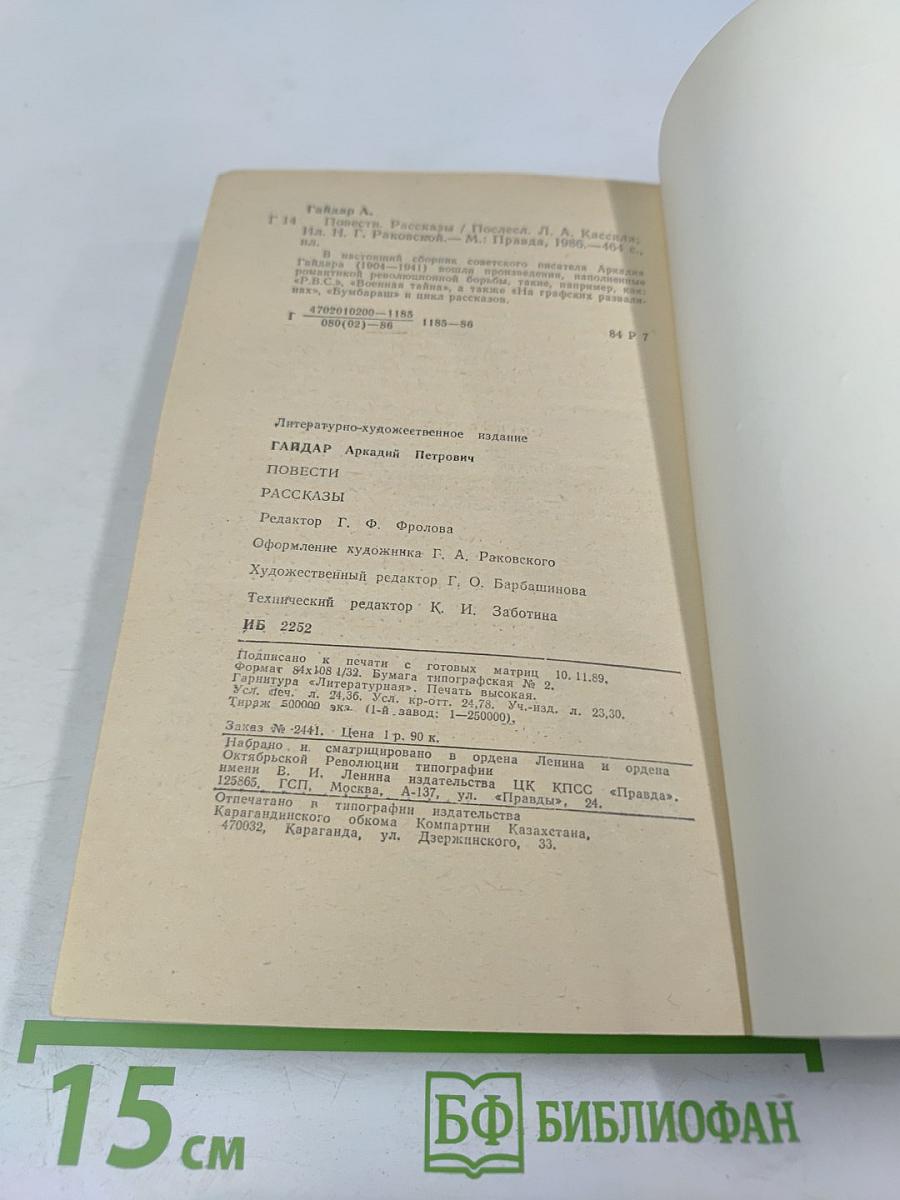 Гайдар А.
Г 14 Повести. Рассказы / Послесл. Л. А. Кассиля;
Ил. Н. Г. Раковской.— М.: Правда, 1986.—464 с.,
ил.
В настоящий сборник советского писателя Аркадия
Гайдара (1904—1941) вошли произведения, наполненные
романтикой революционной борьбы, такие, например, как:
«Р.В.С.», «Военная тайна», а также «На графских развали-
нах», «Бумбараш» и цикл рассказов.
Г 4702010200—1185
080(02)—86 1185—86
84 Р 7
Литературно-художественное издание
ГАЙДАР Аркадий Петрович
ПОВЕСТИ
РАССКАЗЫ
Редактор Г. Ф. Фролова
Оформление художника Г. А. Раковского
Художественный редактор Г. О. Барбашинова
Технический редактор К. И. Заботина
ИБ 2252
Подписано к печати с готовых матриц 10.11.89.
Формат 84х108 1/32. Бумага типографская № 2.
Гарнитура «Литературная». Печать высокая.
Усл. печ. л. 24,36. Усл. кр-отт. 24,78. Уч.-изд. л. 23,30.
Тираж 500000 экз. (1-й завод: 1—250000).
Заказ № 2441. Цена 1 р. 90 к.
Набрано и сматрицировано в ордена Ленина и ордена
Октябрьской Революции типографии
имени В. И. Ленина издательства ЦК КПСС «Правда».
125865, ГСП, Москва, А-137, ул. «Правды», 24.
Отпечатано в типографии издательства
Карагандинского обкома Компартии Казахстана,
470032, Караганда, ул. Дзержинского, 33.
15 см
БФ БИБЛИОФАН